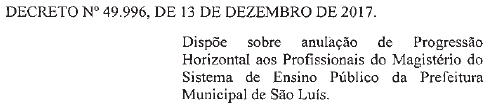 DECRETO Nº 49.996, DE 13 DE DEZEMBRO DE 2017.
Dispõe sobre anulação de Progressão
Horizontal aos Profissionais do Magistério do
Sistema de Ensino Público da Prefeitura
Municipal de São Luís.